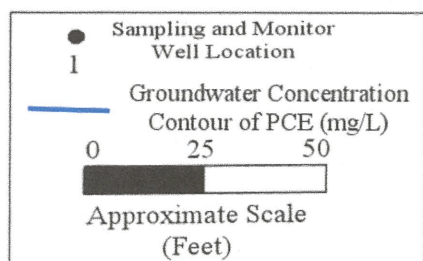 Sampling and Monitor
Well Location
1
Groundwater Concentration
Contour of PCE (mg/L)
0 25 50
Approximate Scale
(Feet)